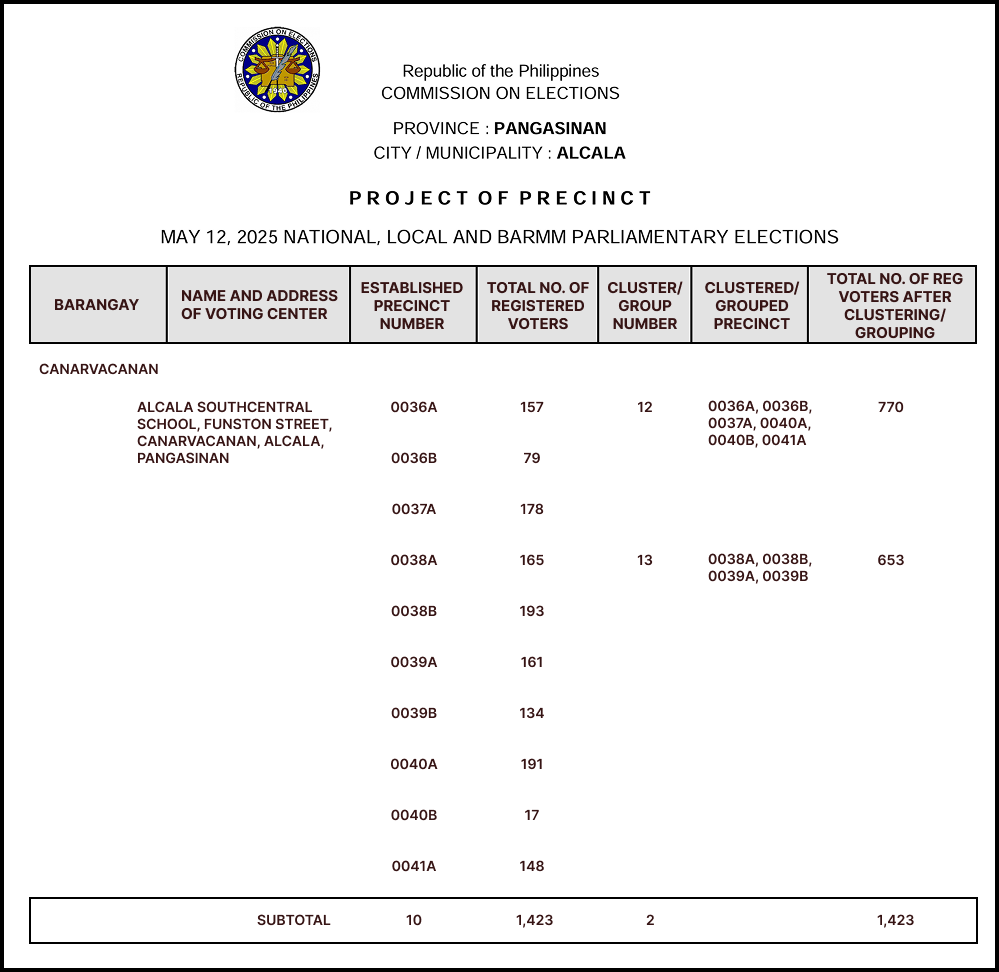 COMMISSION ON ELECTIONS
REPUBLIC OF THE PHILIPPINES
1940
Republic of the Philippines
COMMISSION ON ELECTIONS
PROVINCE : PANGASINAN
CITY / MUNICIPALITY : ALCALA
PROJECT OF PRECINCT
MAY 12, 2025 NATIONAL, LOCAL AND BARMM PARLIAMENTARY ELECTIONS
BARANGAY
NAME AND ADDRESS
OF VOTING CENTER
ESTABLISHED
PRECINCT
NUMBER
TOTAL NO. OF
REGISTERED
VOTERS
CLUSTER/
GROUP
NUMBER
CLUSTERED/
GROUPED
PRECINCT
TOTAL NO. OF REG
VOTERS AFTER
CLUSTERING/
GROUPING
CANARVACANAN
ALCALA SOUTHCENTRAL 0036A 157 12 0036A, 0036B, 770
SCHOOL, FUNSTON STREET, 0037A, 0040A,
CANARVACANAN, ALCALA, 0040B, 0041A
PANGASINAN 0036B 79
0037A 178
0038A 165 13 0038A, 0038B, 653
0039A, 0039B
0038B 193
0039A 161
0039B 134
0040A 191
0040B 17
0041A 148
SUBTOTAL 10 1,423 2 1,423